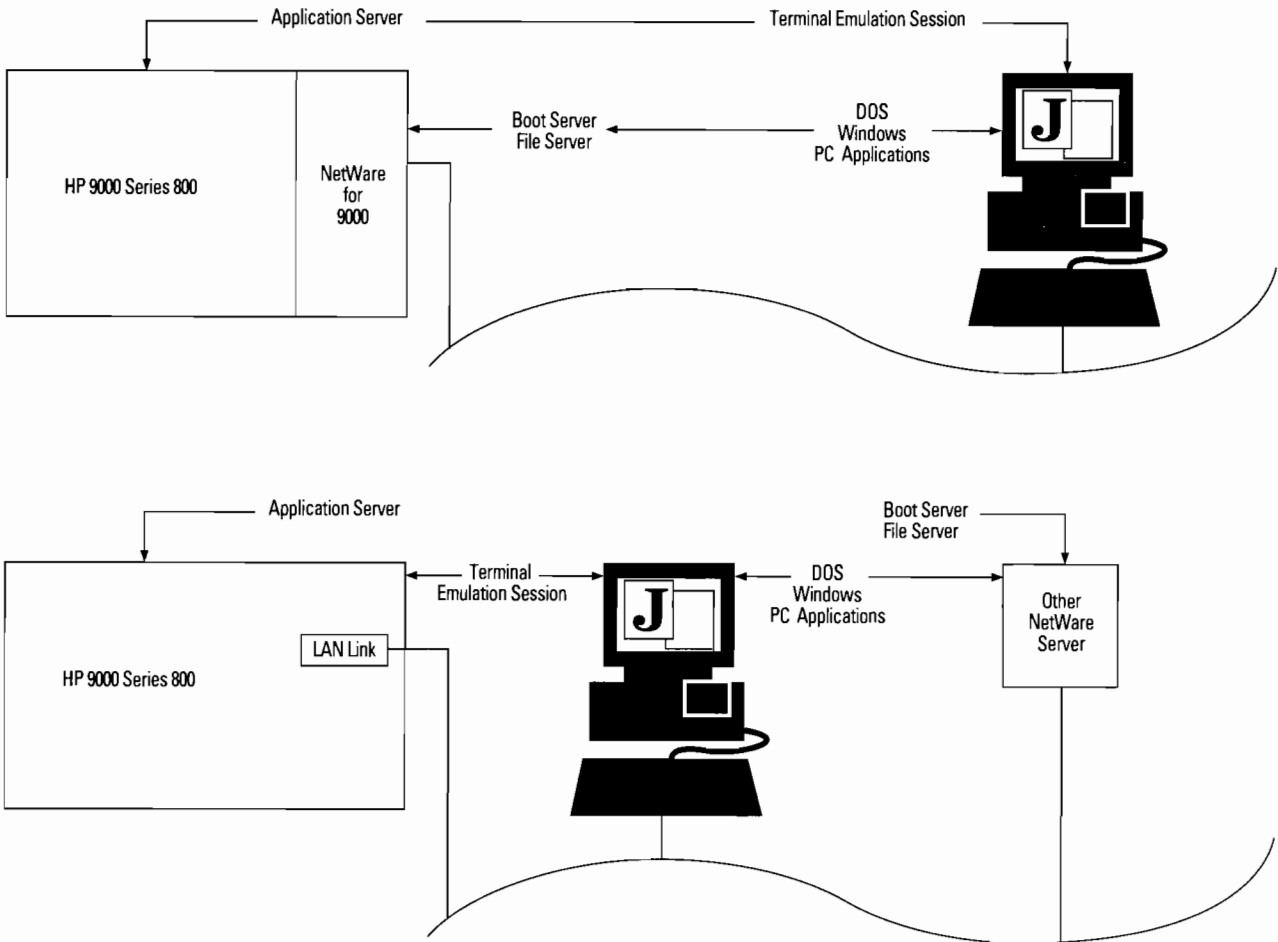 Application Server
Terminal Emulation Session
HP 9000 Series 800
NetWare
for
9000
Boot Server
File Server
DOS
Windows
PC Applications
J
Application Server
Terminal
Emulation Session
HP 9000 Series 800
LAN Link
J
DOS
Windows
PC Applications
Boot Server
File Server
Other
NetWare
Server